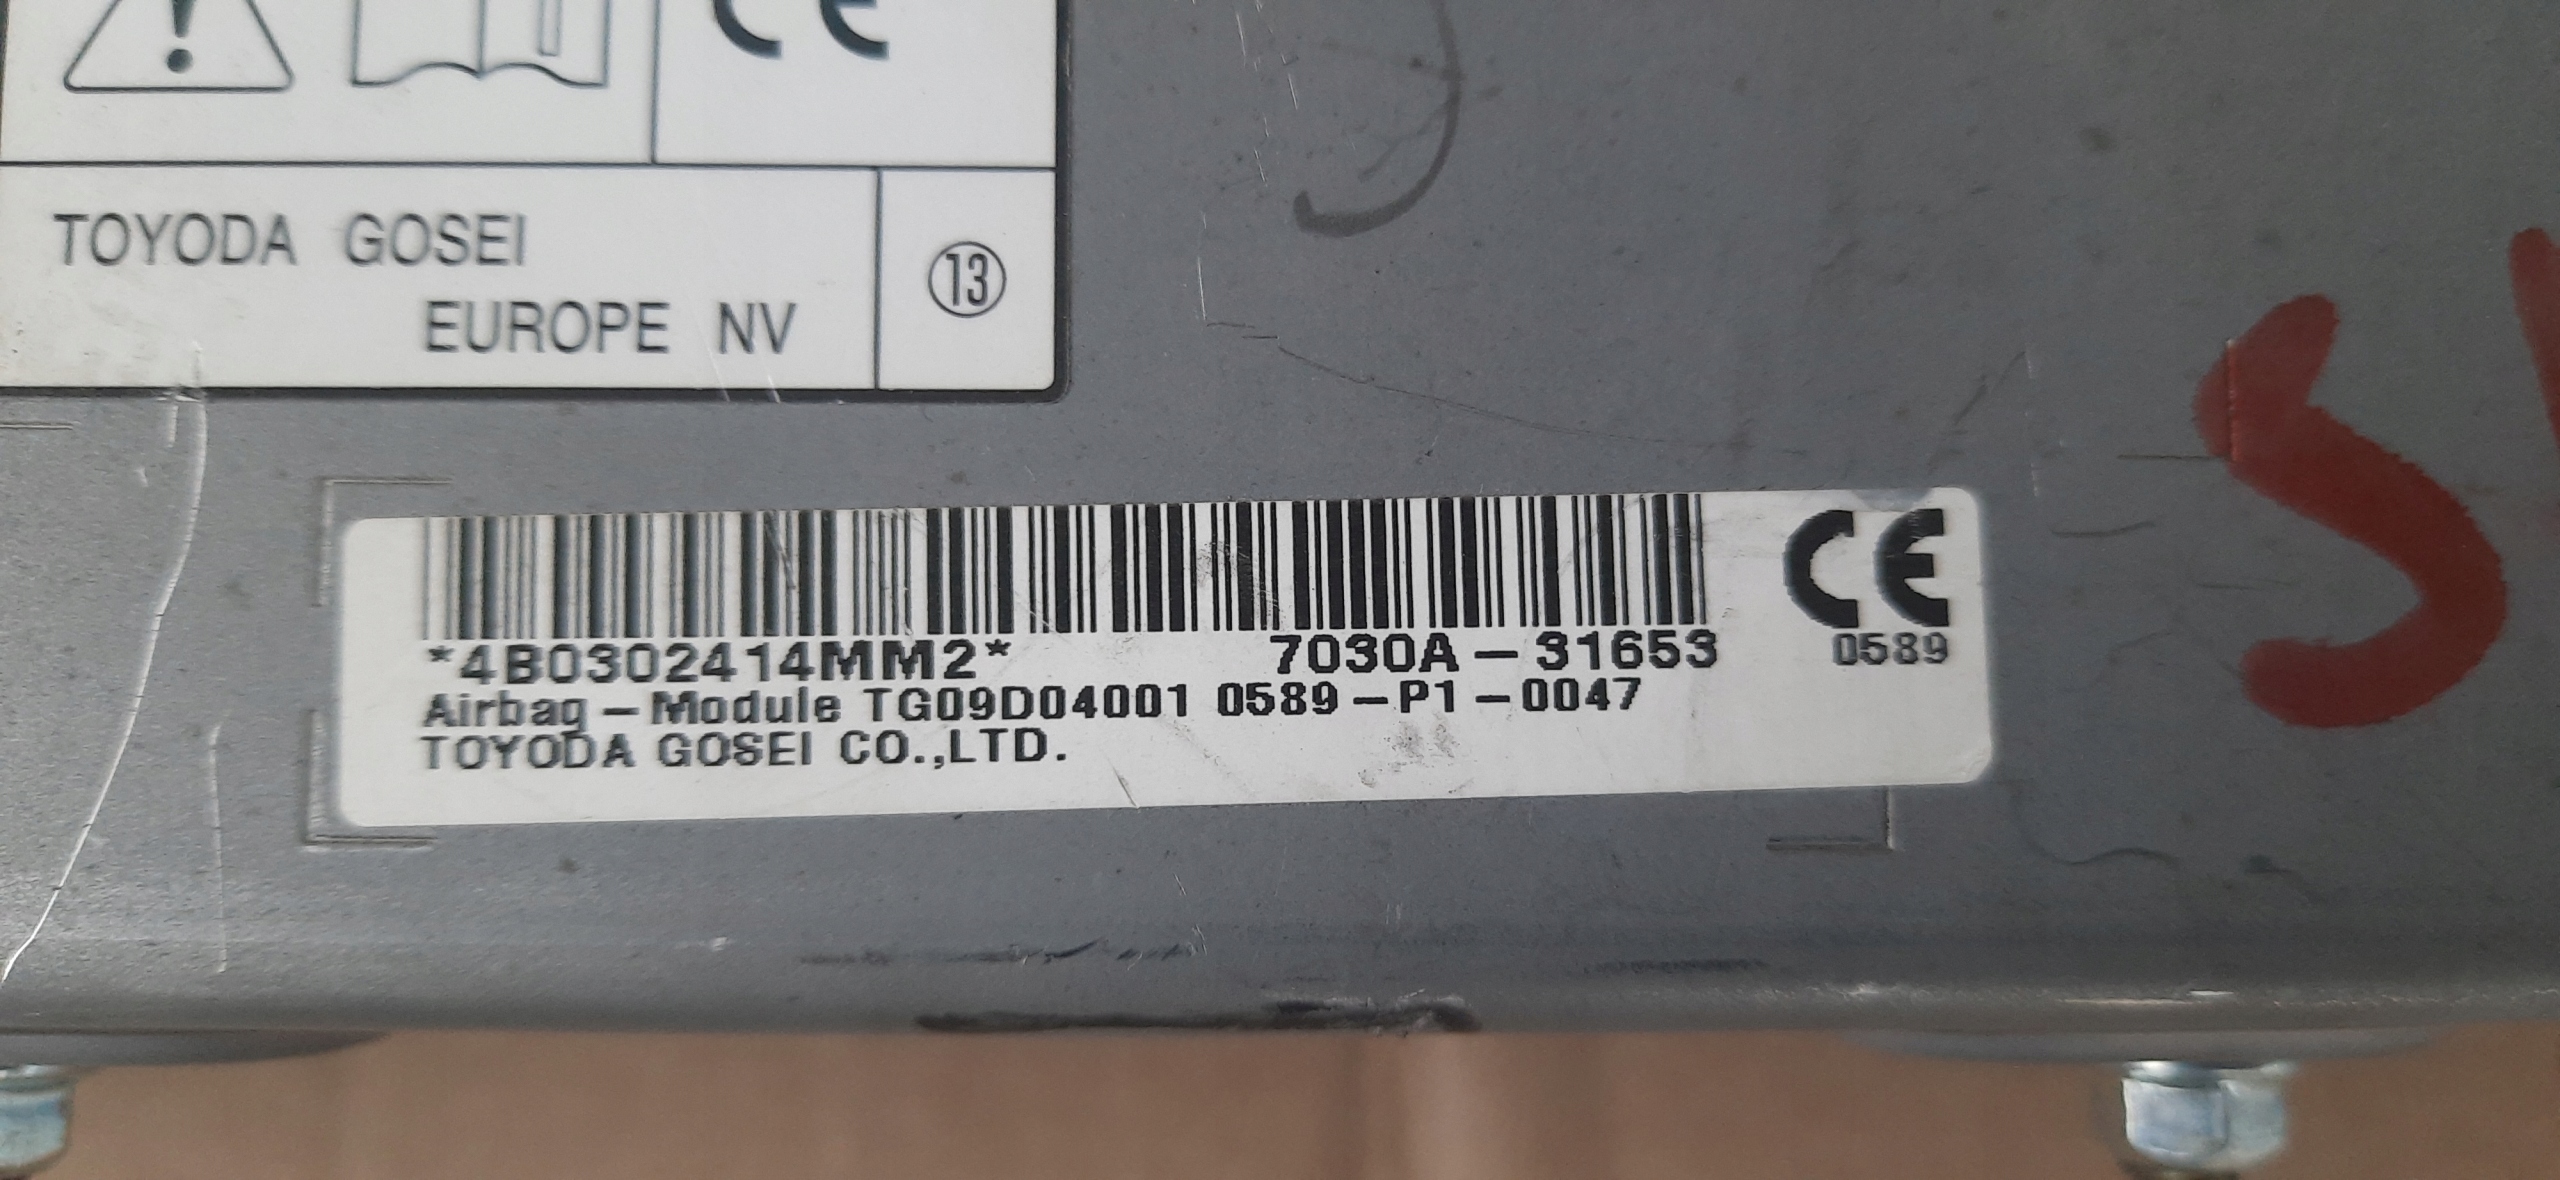 CE
TOYODA GOSEI
EUROPE NV
⑬
CE
*4B0302414MM2* 7030A-31653 0589
Airbag-Module TG09D04001 0589-P1-0047
TOYODA GOSEI CO.,LTD.